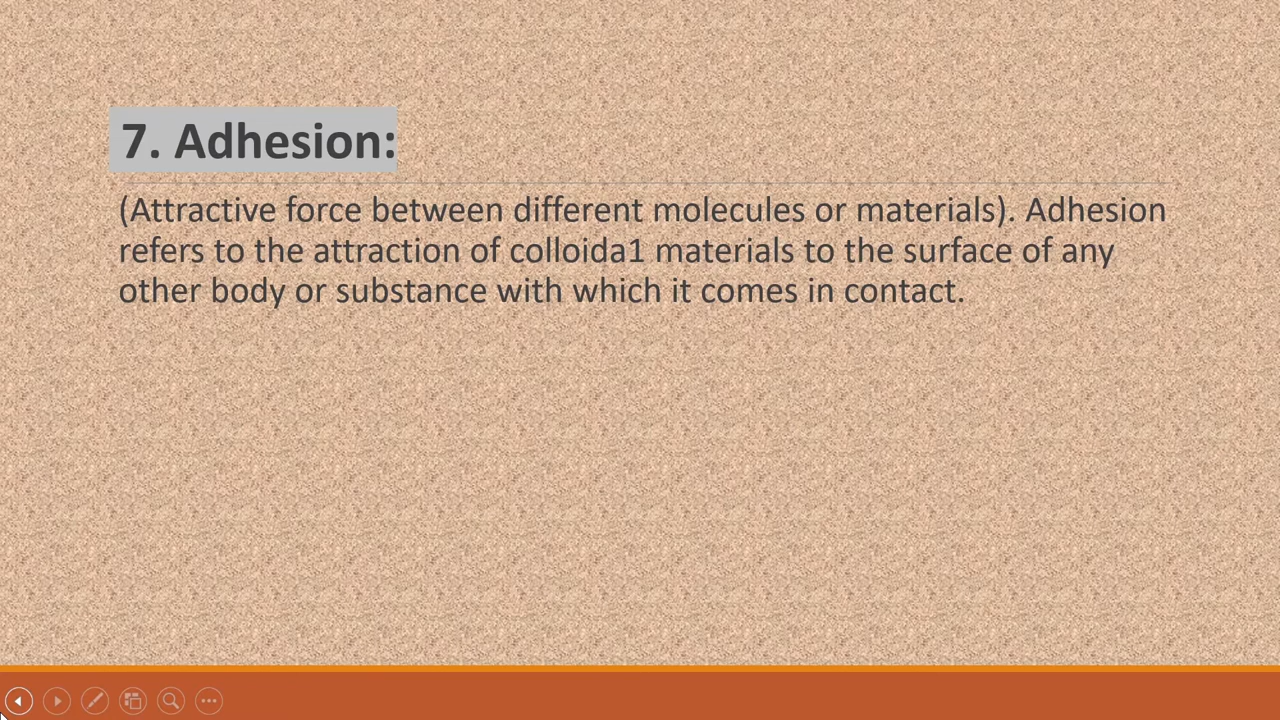 7. Adhesion:
(Attractive force between different molecules or materials). Adhesion
refers to the attraction of colloida1 materials to the surface of any
other body or substance with which it comes in contact.